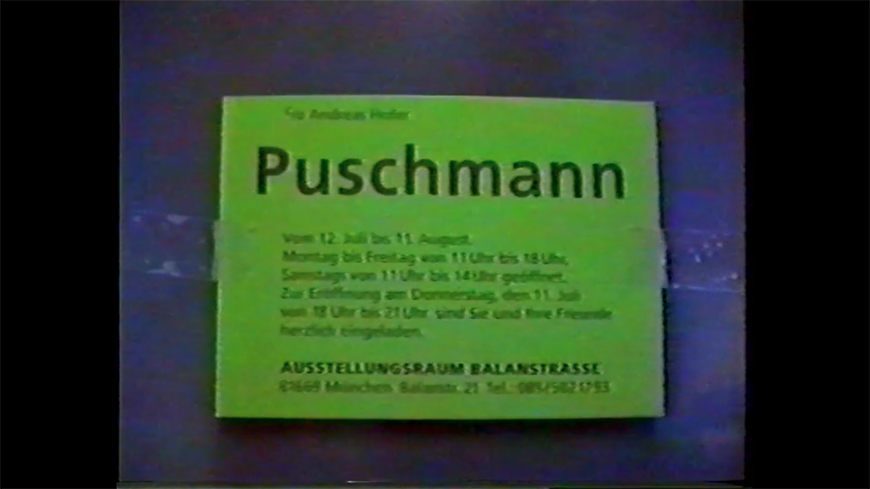 Andreas Hofer
Puschmann
Vom 12. Juli bis 11. August.
Montag bis Freitag von 11 Uhr bis 18 Uhr,
Samstags von 11 Uhr bis 14 Uhr geöffnet.
Zur Eröffnung am Donnerstag, den 11. Juli
von 18 Uhr bis 21 Uhr sind Sie und Ihre Freunde
herzlich eingeladen.
AUSSTELLUNGSRAUM BALANSTRASSE
81669 München Balanstr. 21 Tel.: